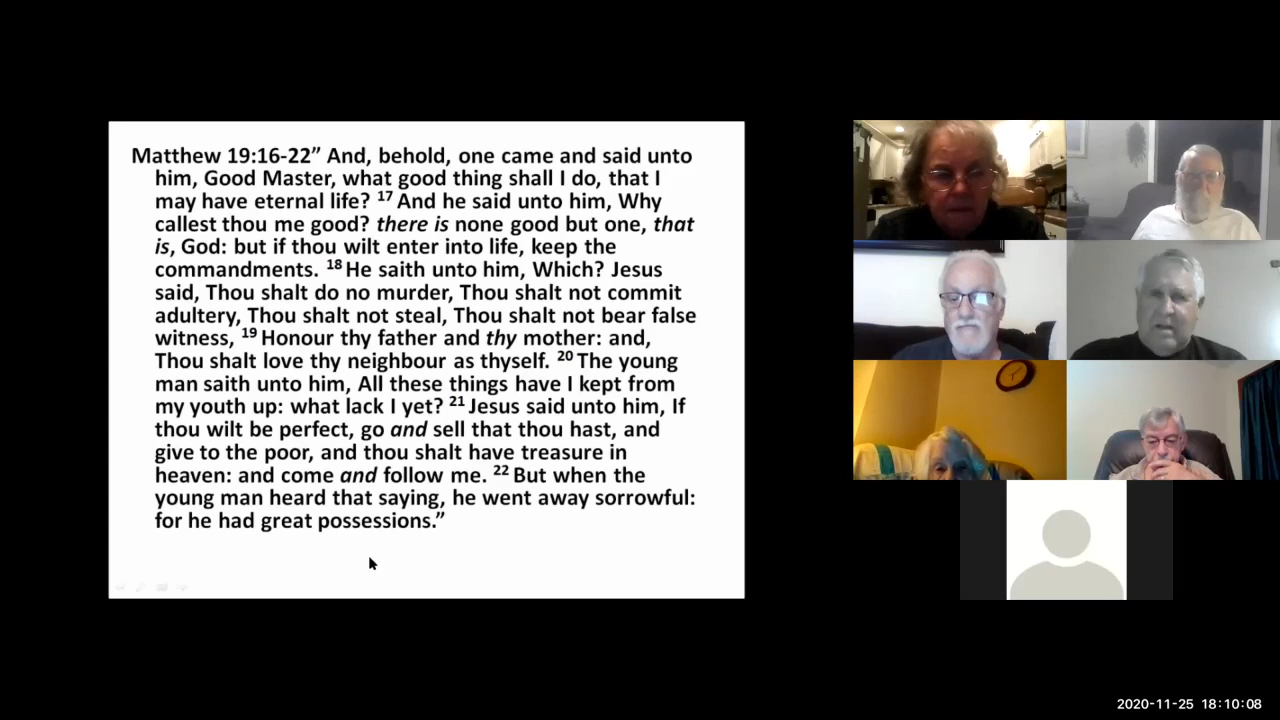 Matthew 19:16-22” And, behold, one came and said unto
him, Good Master, what good thing shall I do, that I
may have eternal life? 17 And he said unto him, Why
callest thou me good? there is none good but one, that
is, God: but if thou wilt enter into life, keep the
commandments. 18 He saith unto him, Which? Jesus
said, Thou shalt do no murder, Thou shalt not commit
adultery, Thou shalt not steal, Thou shalt not bear false
witness, 19 Honour thy father and thy mother: and,
Thou shalt love thy neighbour as thyself. 20 The young
man saith unto him, All these things have I kept from
my youth up: what lack I yet? 21 Jesus said unto him, If
thou wilt be perfect, go and sell that thou hast, and
give to the poor, and thou shalt have treasure in
heaven: and come and follow me. 22 But when the
young man heard that saying, he went away sorrowful:
for he had great possessions.”
2020-11-25 18:10:08